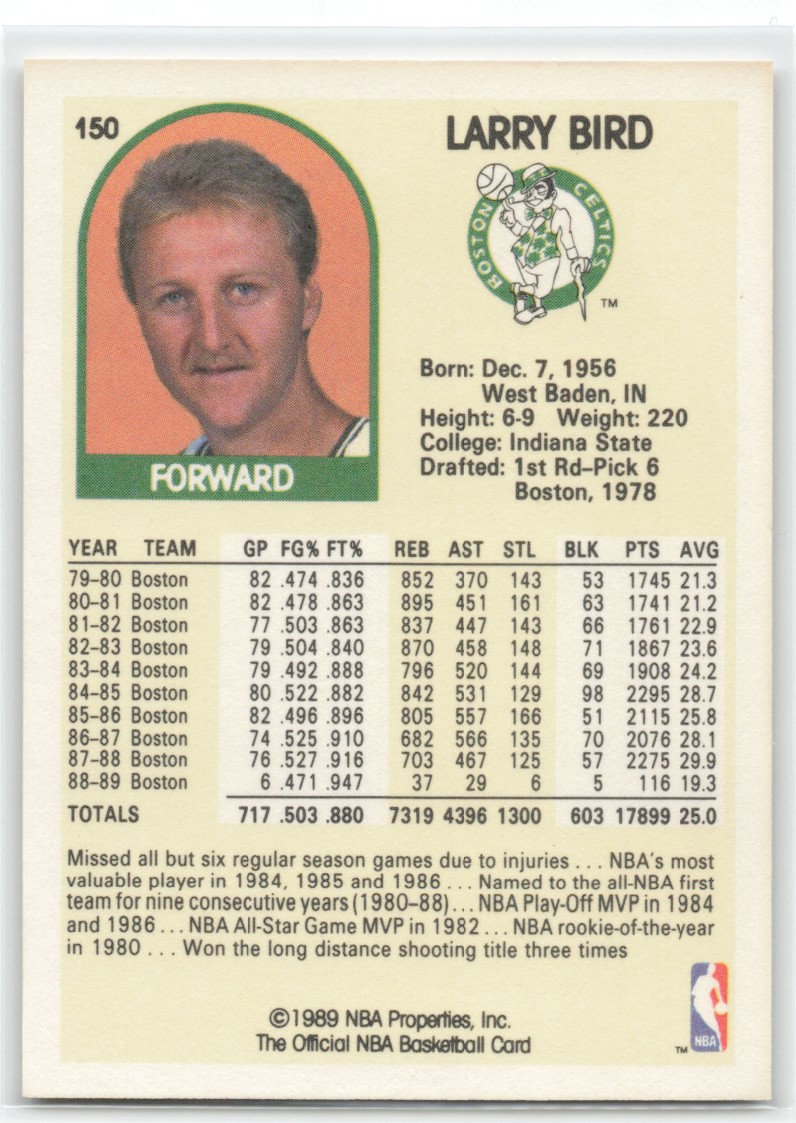 150
LARRY BIRD
BOSTON CELTICS
TM
FORWARD
Born: Dec. 7, 1956
West Baden, IN
Height: 6-9 Weight: 220
College: Indiana State
Drafted: 1st Rd–Pick 6
Boston, 1978
YEAR TEAM GP FG% FT% REB AST STL BLK PTS AVG
79–80 Boston 82 .474 .836 852 370 143 53 1745 21.3
80–81 Boston 82 .478 .863 895 451 161 63 1741 21.2
81–82 Boston 77 .503 .863 837 447 143 66 1761 22.9
82–83 Boston 79 .504 .840 870 458 148 71 1867 23.6
83–84 Boston 79 .492 .888 796 520 144 69 1908 24.2
84–85 Boston 80 .522 .882 842 531 129 98 2295 28.7
85–86 Boston 82 .496 .896 805 557 166 51 2115 25.8
86–87 Boston 74 .525 .910 682 566 135 70 2076 28.1
87–88 Boston 76 .527 .916 703 467 125 57 2275 29.9
88–89 Boston 6 .471 .947 37 29 6 5 116 19.3
TOTALS 717 .503 .880 7319 4396 1300 603 17899 25.0
Missed all but six regular season games due to injuries . . . NBA's most
valuable player in 1984, 1985 and 1986 . . . Named to the all-NBA first
team for nine consecutive years (1980–88) . . . NBA Play-Off MVP in 1984
and 1986 . . . NBA All-Star Game MVP in 1982 . . . NBA rookie-of-the-year
in 1980 . . . Won the long distance shooting title three times
©1989 NBA Properties, Inc.
The Official NBA Basketball Card
TM
NBA